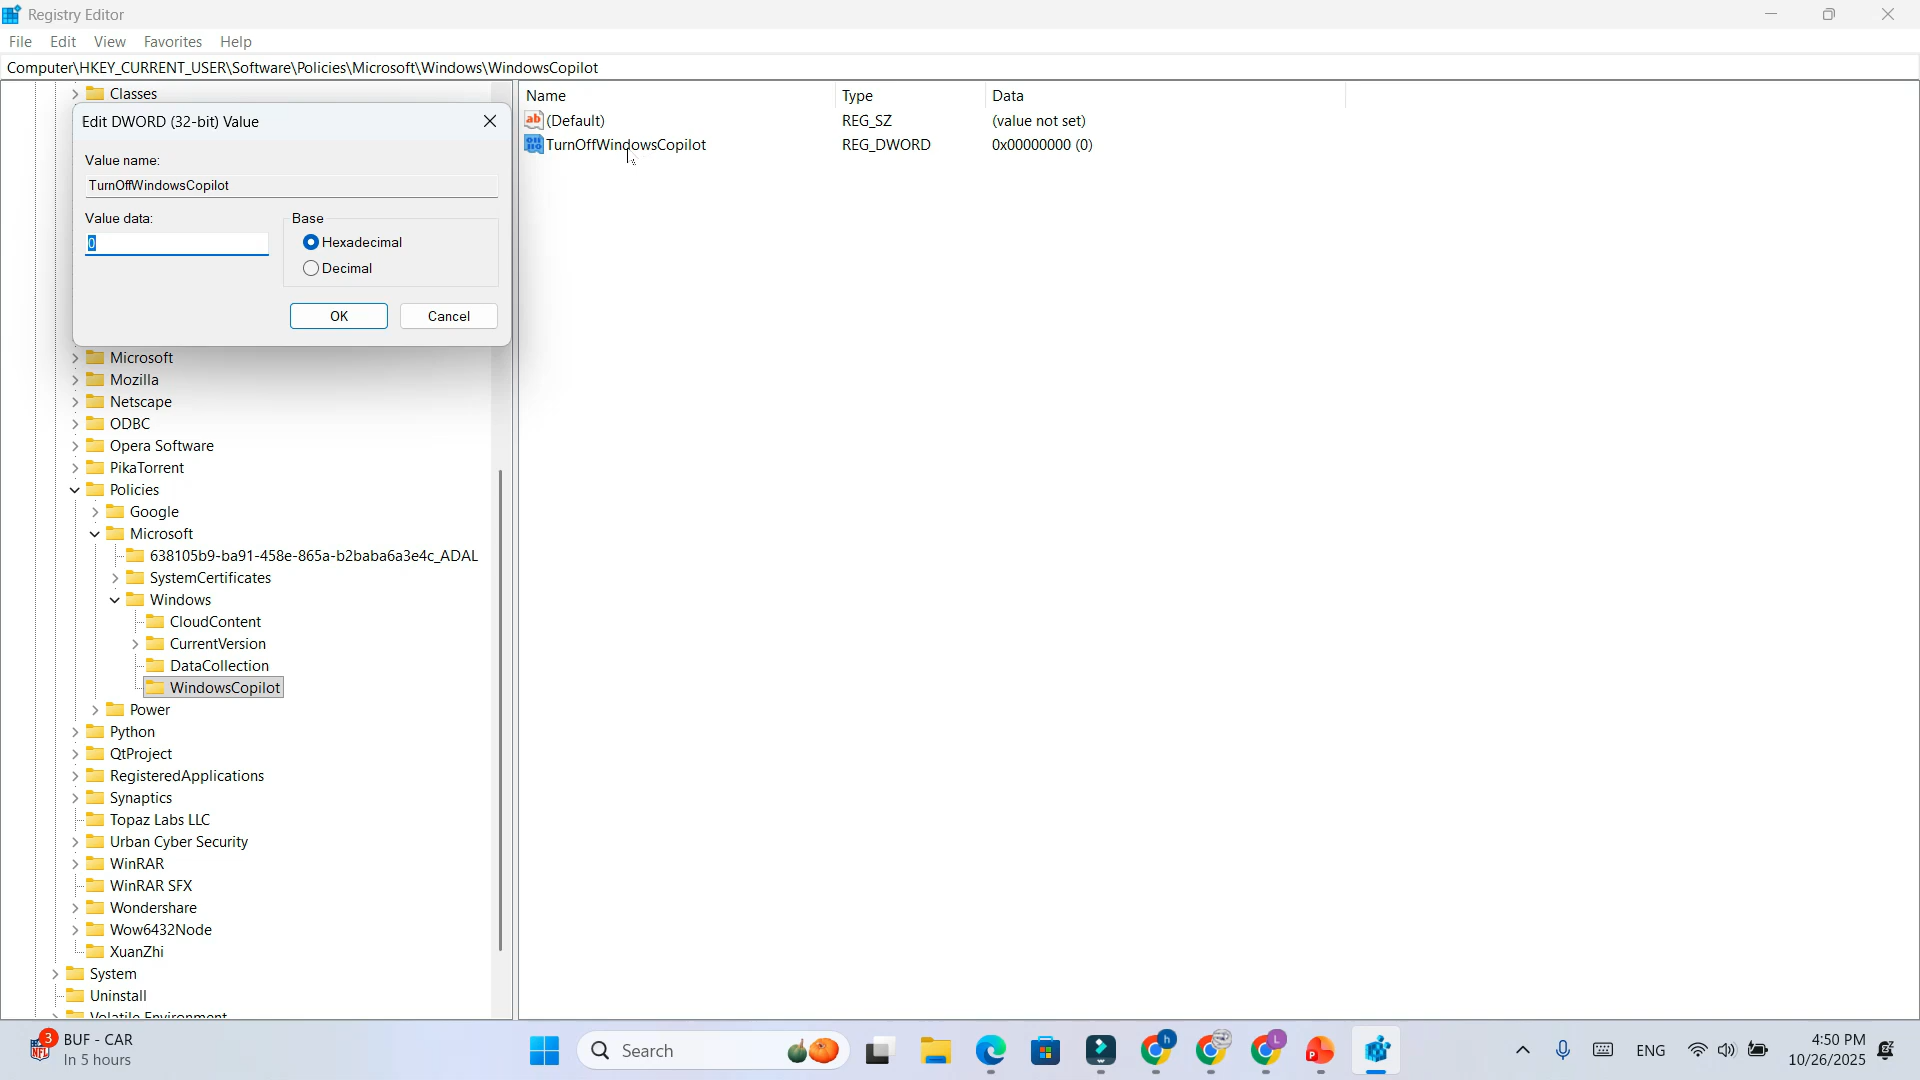 Registry Editor
File Edit View Favorites Help
Computer\HKEY_CURRENT_USER\Software\Policies\Microsoft\Windows\WindowsCopilot
Classes
Edit DWORD (32-bit) Value
Value name:
TurnOffWindowsCopilot
Value data:
0
Base
Hexadecimal
Decimal
OK Cancel
Microsoft
Mozilla
Netscape
ODBC
Opera Software
PikaTorrent
Policies
Google
Microsoft
638105b9-ba91-458e-865a-b2baba6a3e4c_ADAL
SystemCertificates
Windows
CloudContent
CurrentVersion
DataCollection
WindowsCopilot
Power
Python
QtProject
RegisteredApplications
Synaptics
Topaz Labs LLC
Urban Cyber Security
WinRAR
WinRAR SFX
Wondershare
Wow6432Node
XuanZhi
System
Uninstall
Volatile Environment
Name Type Data
(Default) REG_SZ (value not set)
TurnOffWindowsCopilot REG_DWORD 0x00000000 (0)
3
BUF - CAR
In 5 hours
Search
h
L
P
ENG
4:50 PM
10/26/2025